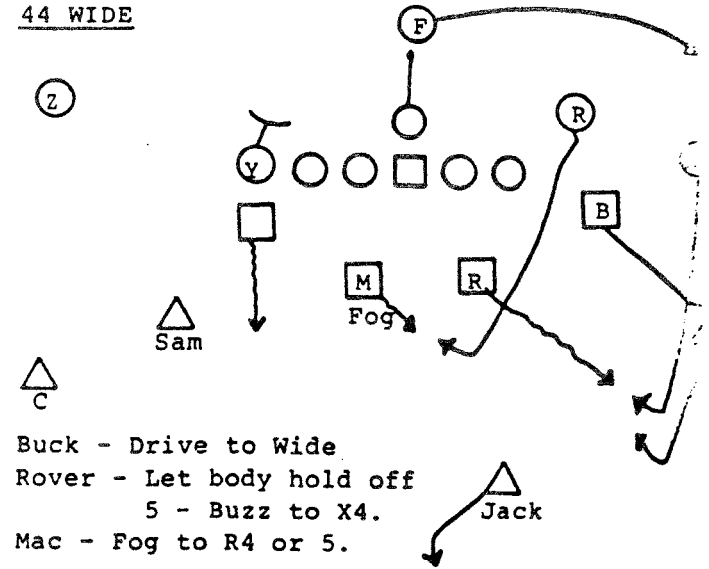 44 WIDE
F
Z
R
Y
B
M
R
Fog
Sam
C
Buck - Drive to Wide
Rover - Let body hold off
5 - Buzz to X4.
Jack
Mac - Fog to R4 or 5.